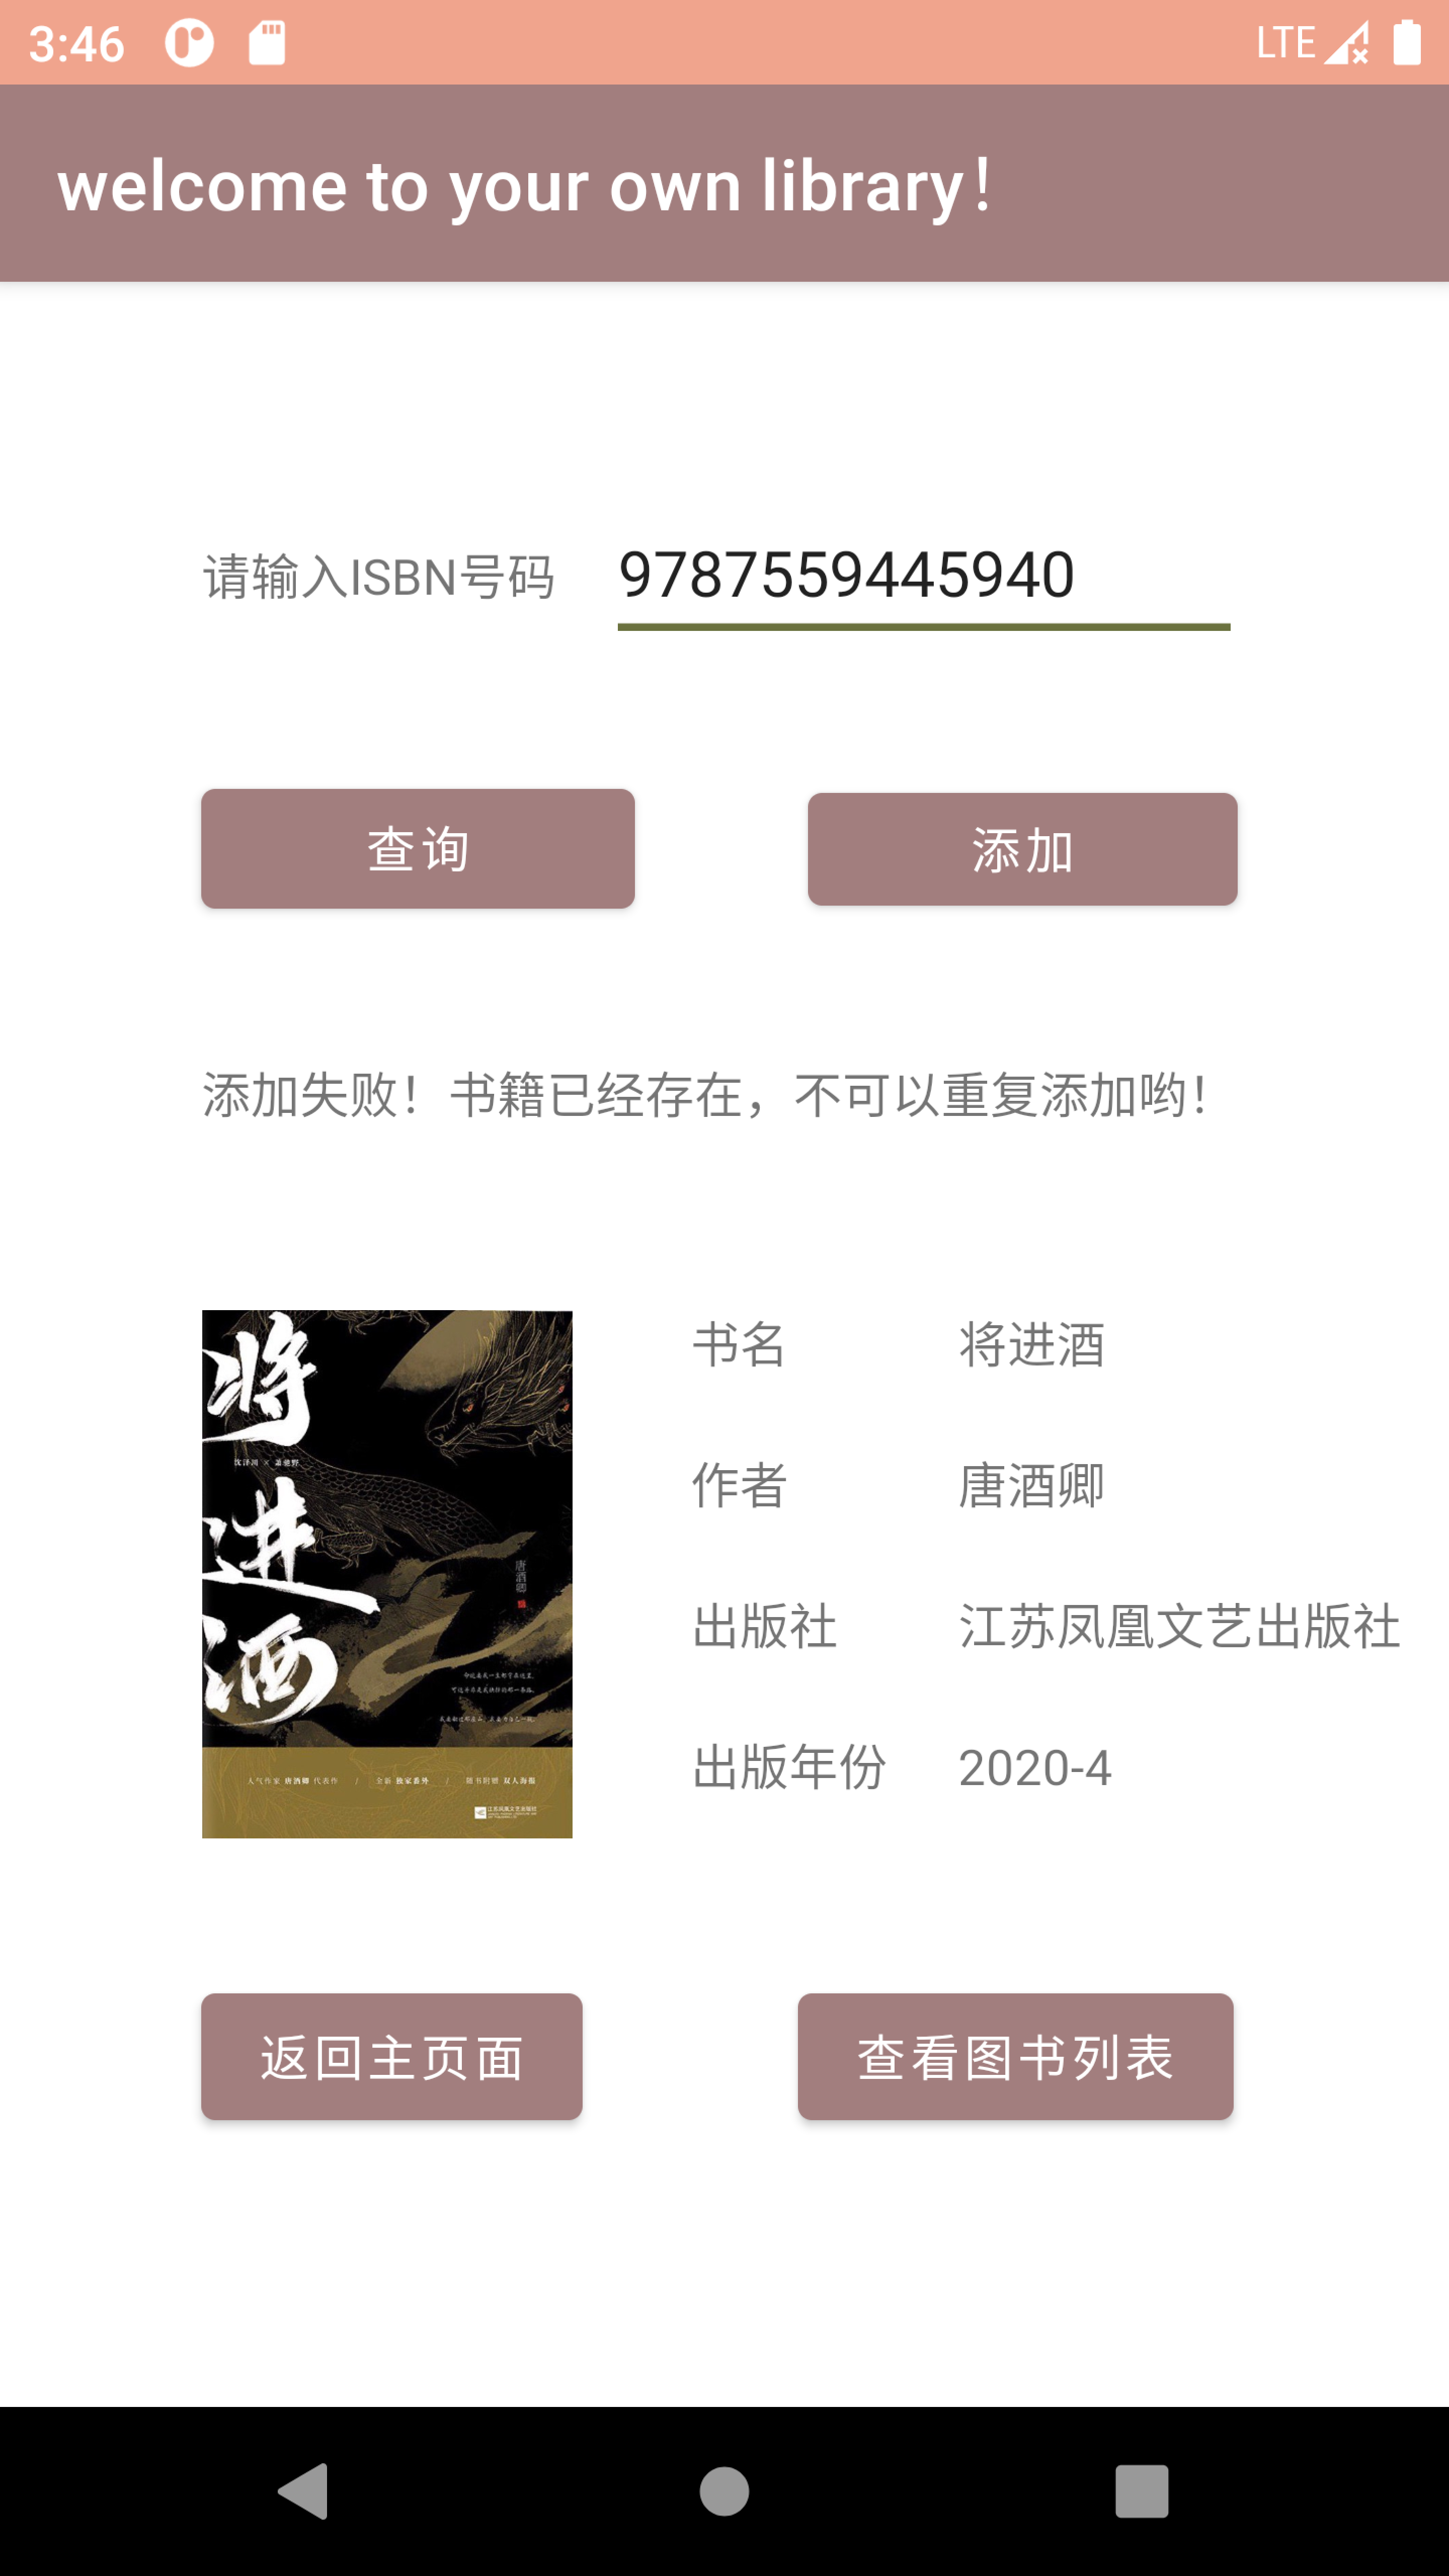 3:46
LTE
welcome to your own library!
请输入ISBN号码 9787559445940
查询 添加
添加失败！书籍已经存在，不可以重复添加哟！
将进酒
沈泽川 × 萧驰野
唐酒卿
人气作家 唐酒卿 代表作 / 全新 独家番外 / 随书附赠 双人海报
江苏凤凰文艺出版社
书名 将进酒
作者 唐酒卿
出版社 江苏凤凰文艺出版社
出版年份 2020-4
返回主页面 查看图书列表